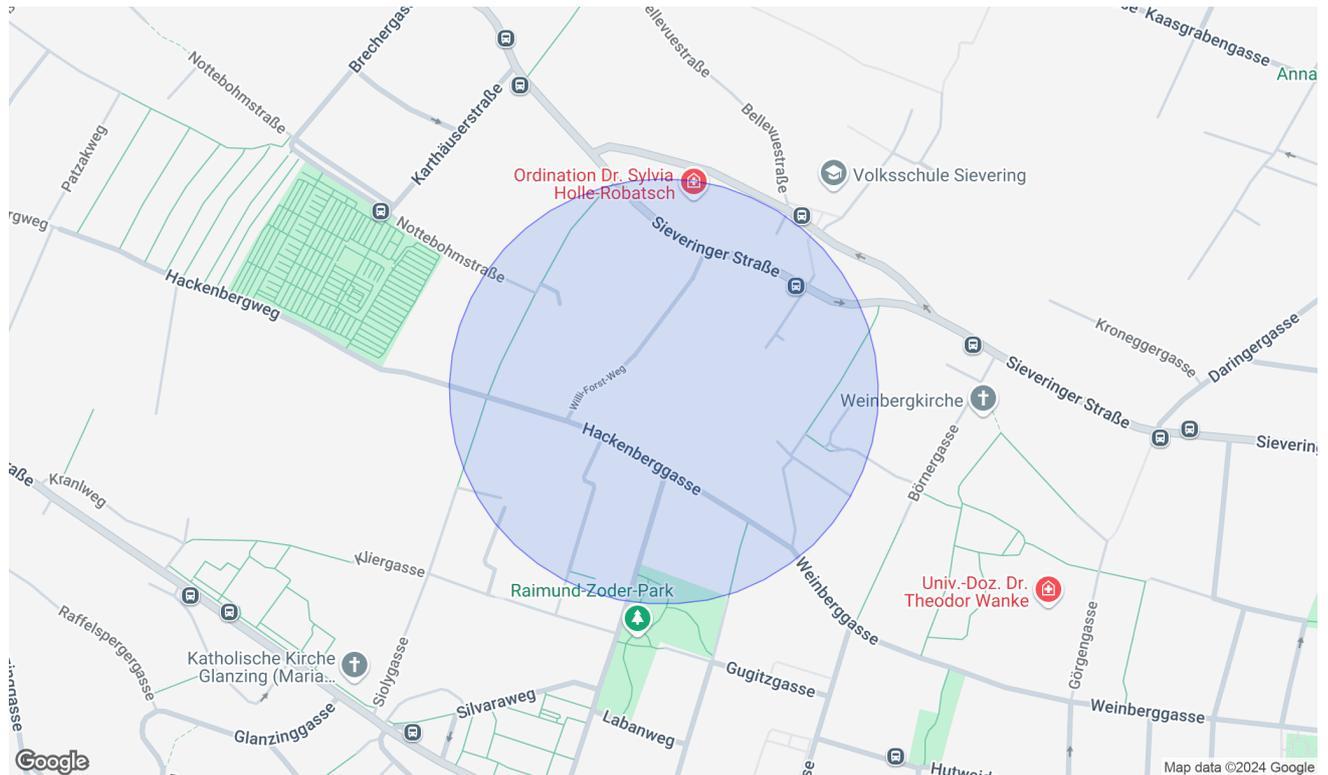 Kaasgrabengasse
Brechergasse
Bellevuestraße
Anna
Nottebohmstraße
Karthäuserstraße
Bellevuestraße
Patzakweg
Ordination Dr. Sylvia
Holle-Robatsch
Volksschule Sievering
rgweg
Nottebohmstraße
Sieveringer Straße
Hackenbergweg
Kroneggergasse
Daringergasse
Willi-Forst-Weg
Sieveringer Straße
Weinbergkirche
Hackenberggasse
Sievering
Börnergasse
aße
Kranlweg
Kliergasse
Raimund-Zoder-Park
Weinberggasse
Univ.-Doz. Dr.
Theodor Wanke
Raffelspergergasse
Görgengasse
Katholische Kirche
Glanzing (Maria...
Siolygasse
Gugitzgasse
Silvaraweg
Weinberggasse
Glanzinggasse
Labanweg
Hutweid
Google
Map data ©2024 Google